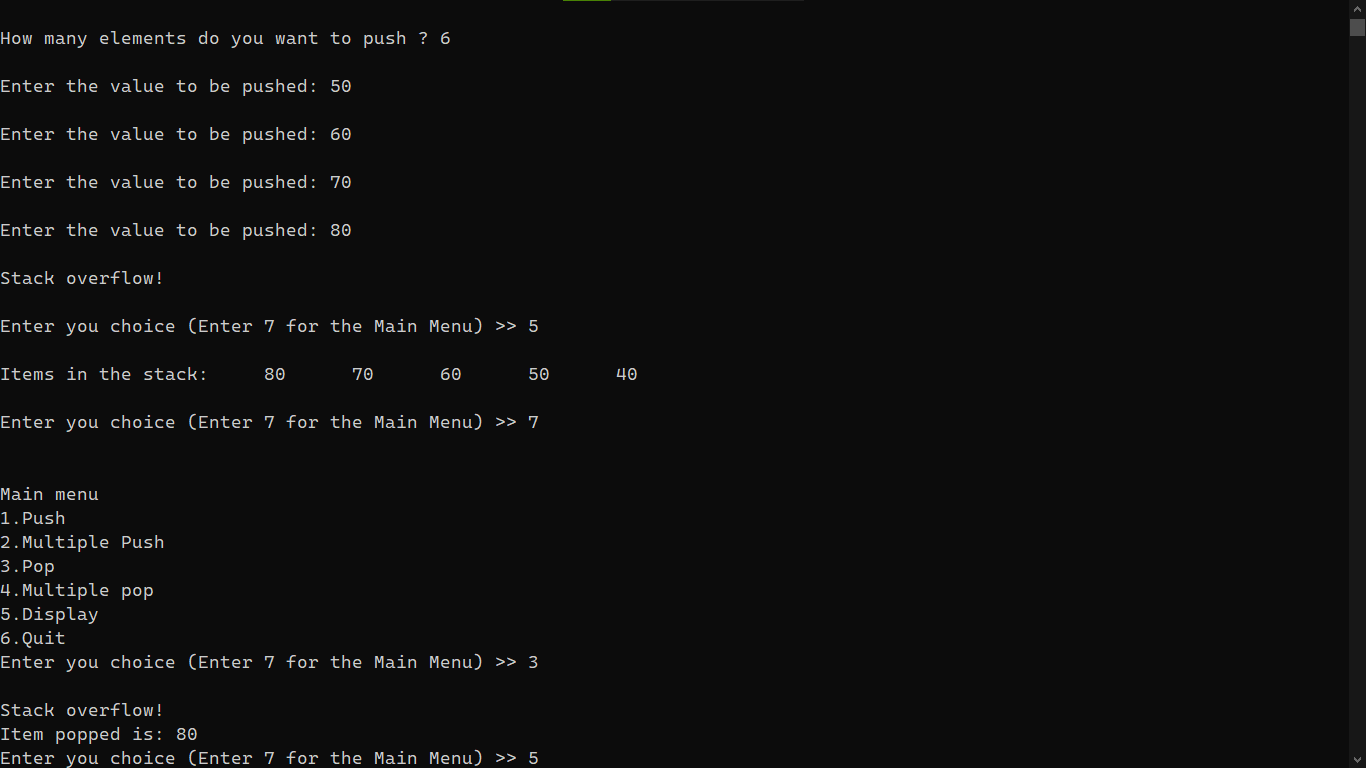 How many elements do you want to push ? 6
Enter the value to be pushed: 50
Enter the value to be pushed: 60
Enter the value to be pushed: 70
Enter the value to be pushed: 80
Stack overflow!
Enter you choice (Enter 7 for the Main Menu) >> 5
Items in the stack:     80      70      60      50      40
Enter you choice (Enter 7 for the Main Menu) >> 7
Main menu
1.Push
2.Multiple Push
3.Pop
4.Multiple pop
5.Display
6.Quit
Enter you choice (Enter 7 for the Main Menu) >> 3
Stack overflow!
Item popped is: 80
Enter you choice (Enter 7 for the Main Menu) >> 5